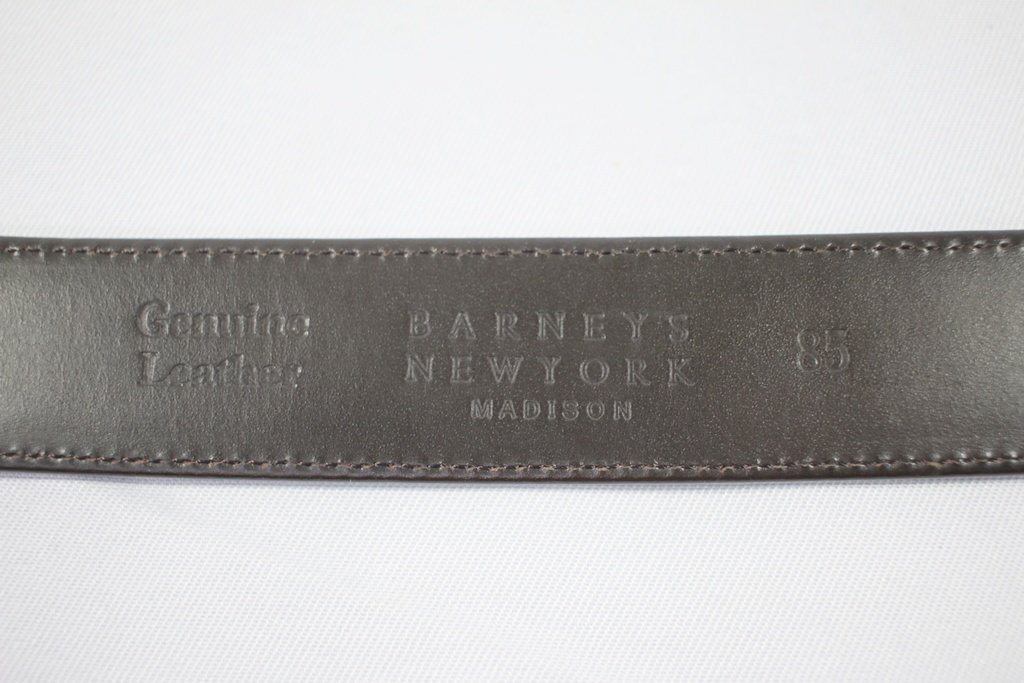 Genuine
Leather
BARNEYS
NEWYORK
MADISON
85